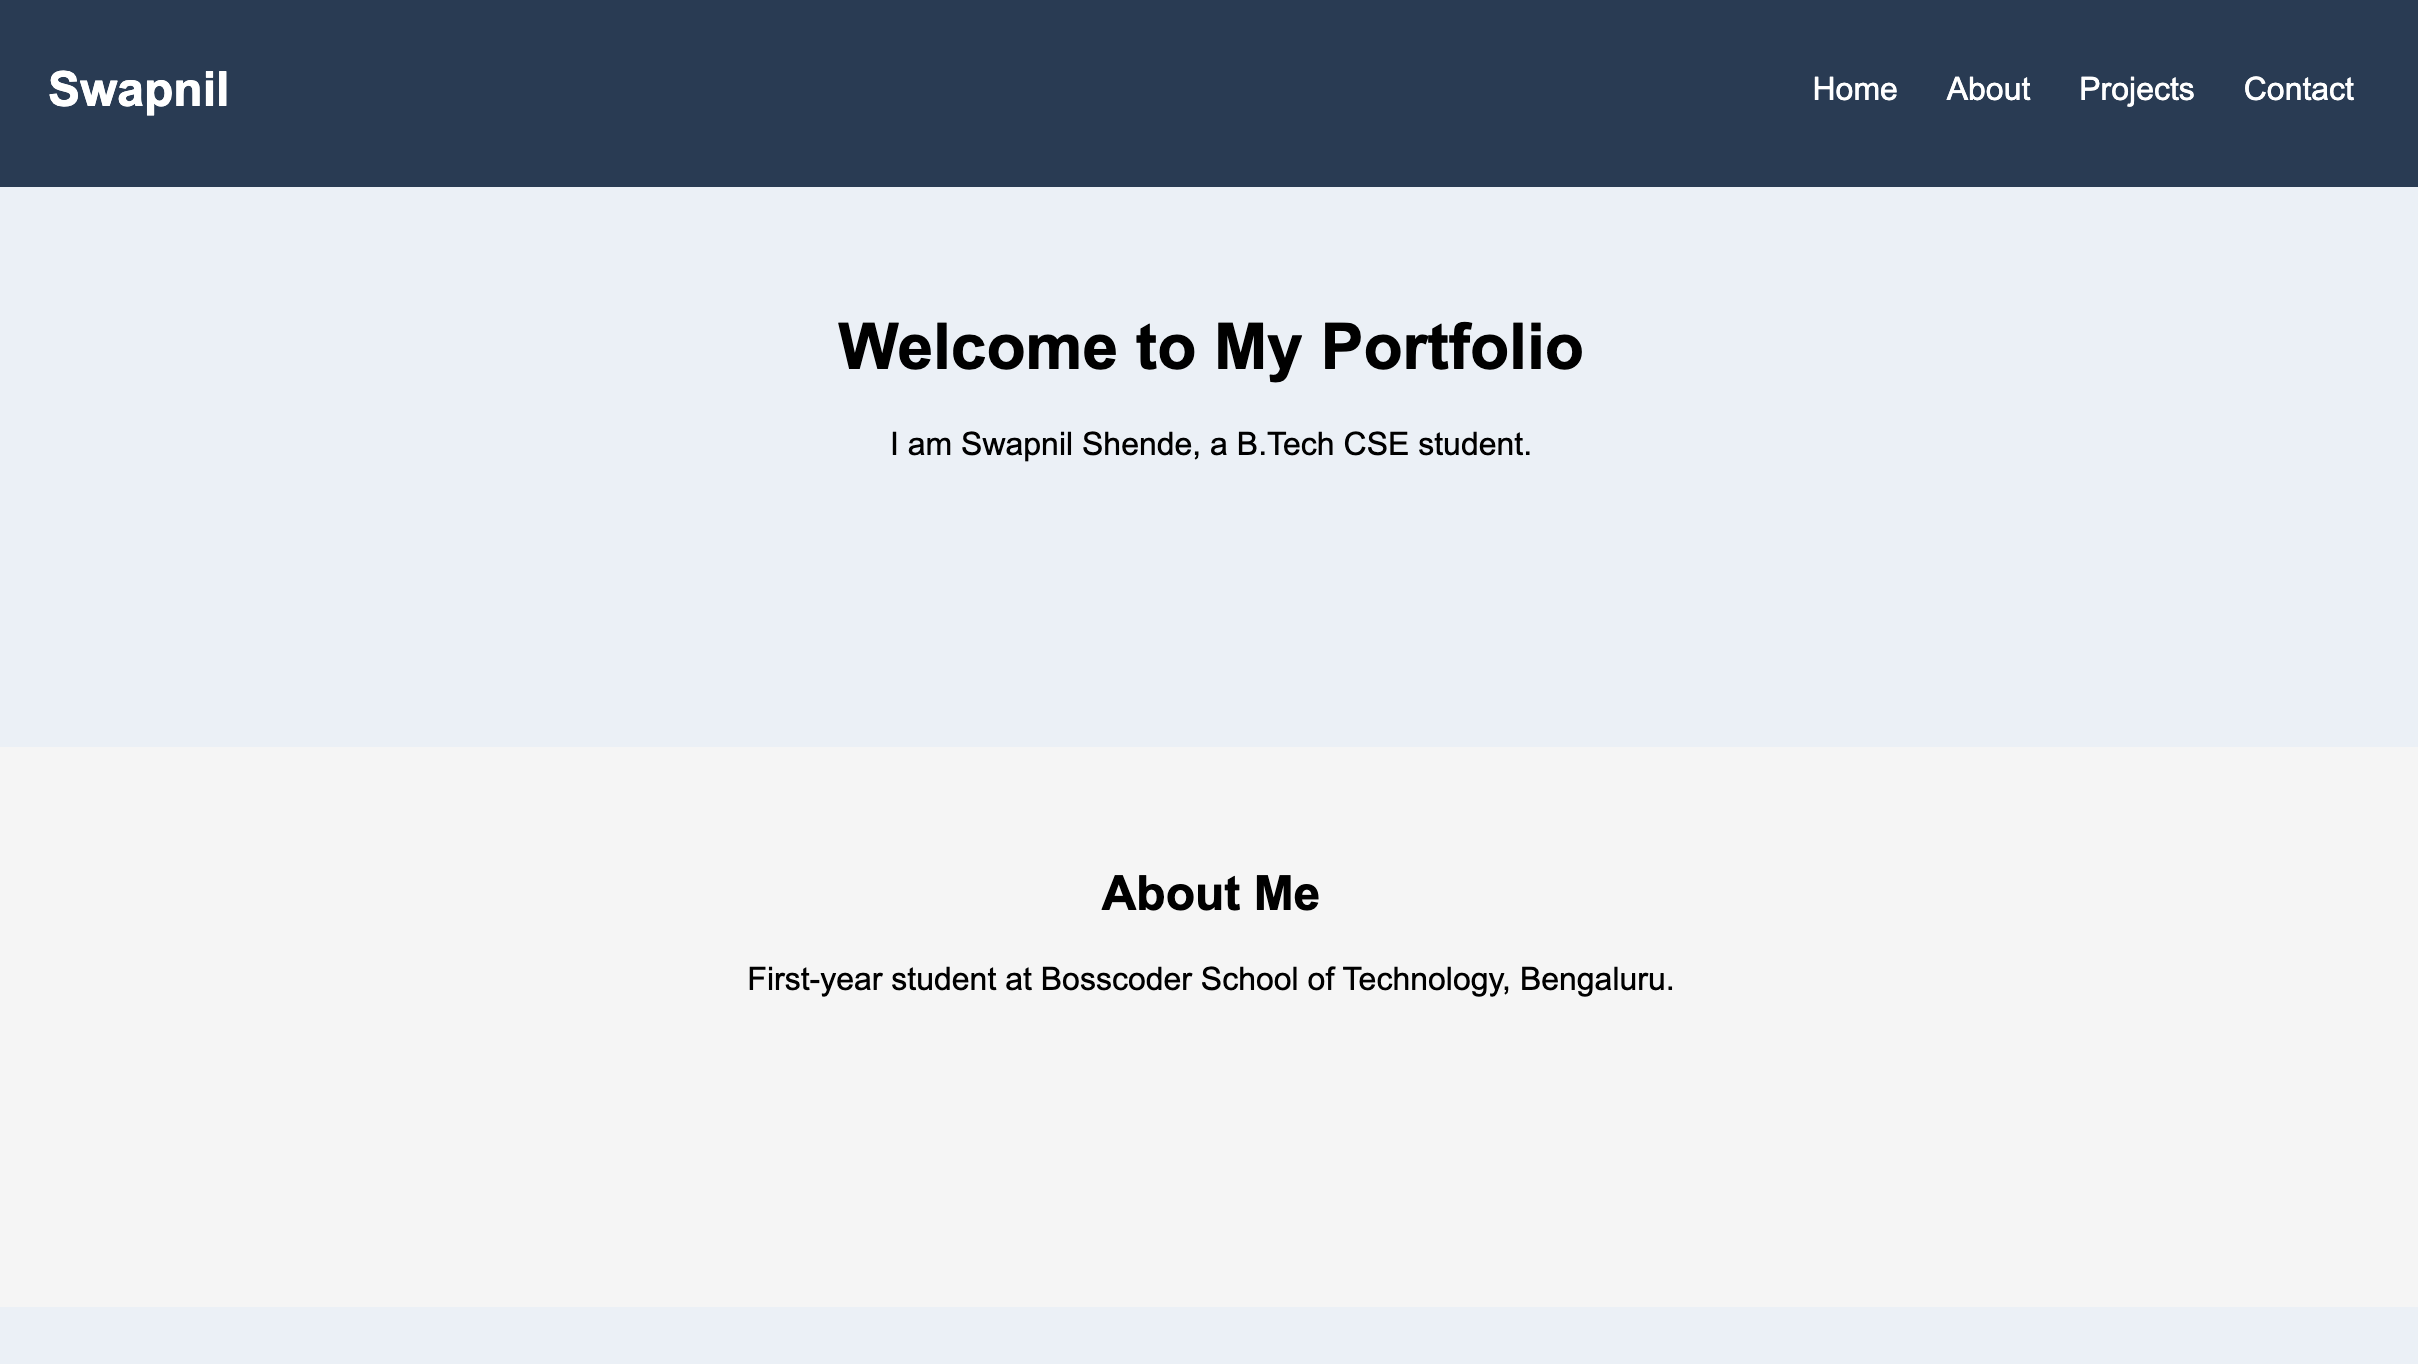 Swapnil
Home About Projects Contact
Welcome to My Portfolio
I am Swapnil Shende, a B.Tech CSE student.
About Me
First-year student at Bosscoder School of Technology, Bengaluru.